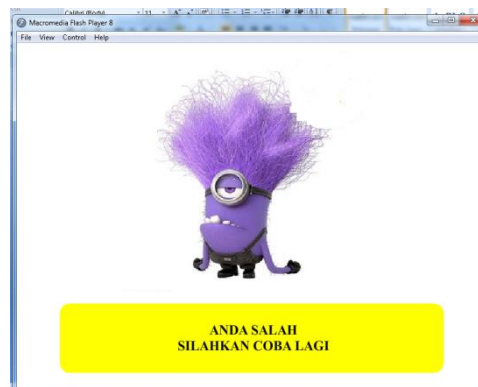 Macromedia Flash Player 8
File View Control Help
ANDA SALAH
SILAHKAN COBA LAGI